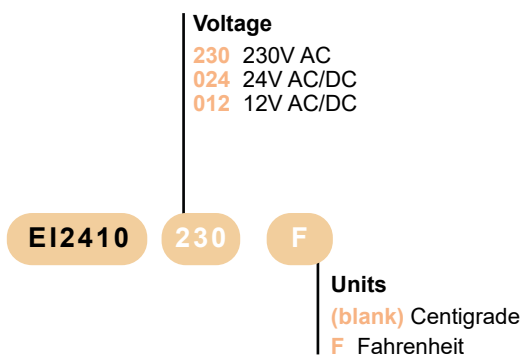 Voltage
230 230V AC
024 24V AC/DC
012 12V AC/DC
EI2410 230 F
Units
(blank) Centigrade
F Fahrenheit